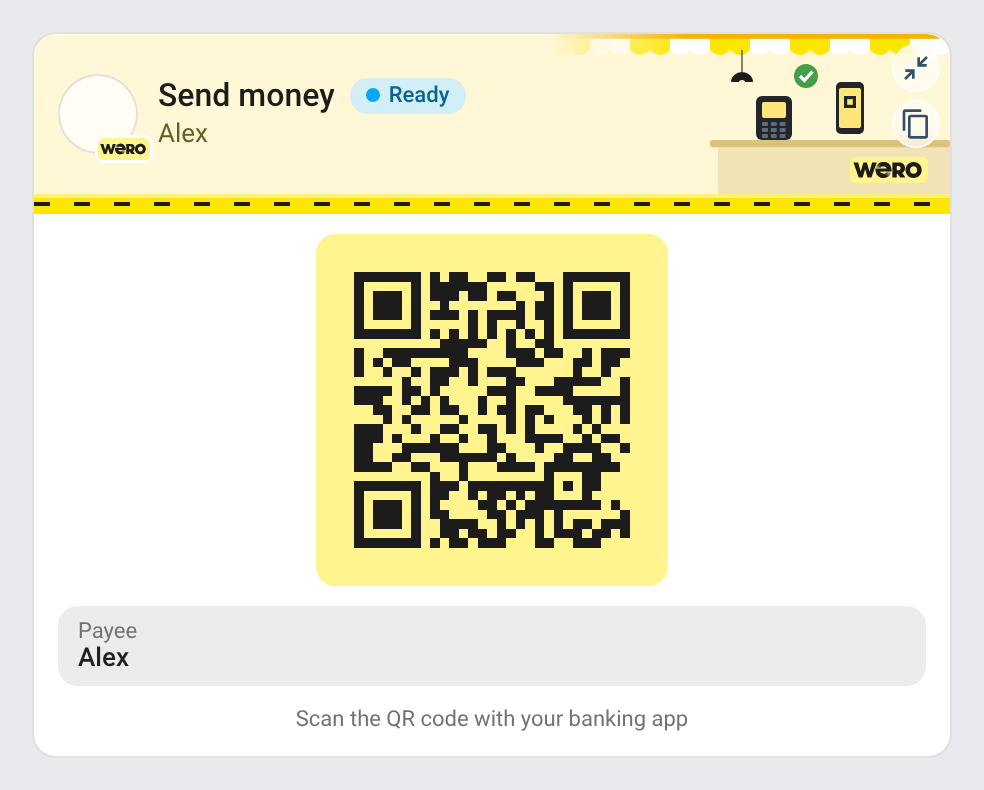 Send money
Ready
Alex
wero
wero
Payee
Alex
Scan the QR code with your banking app